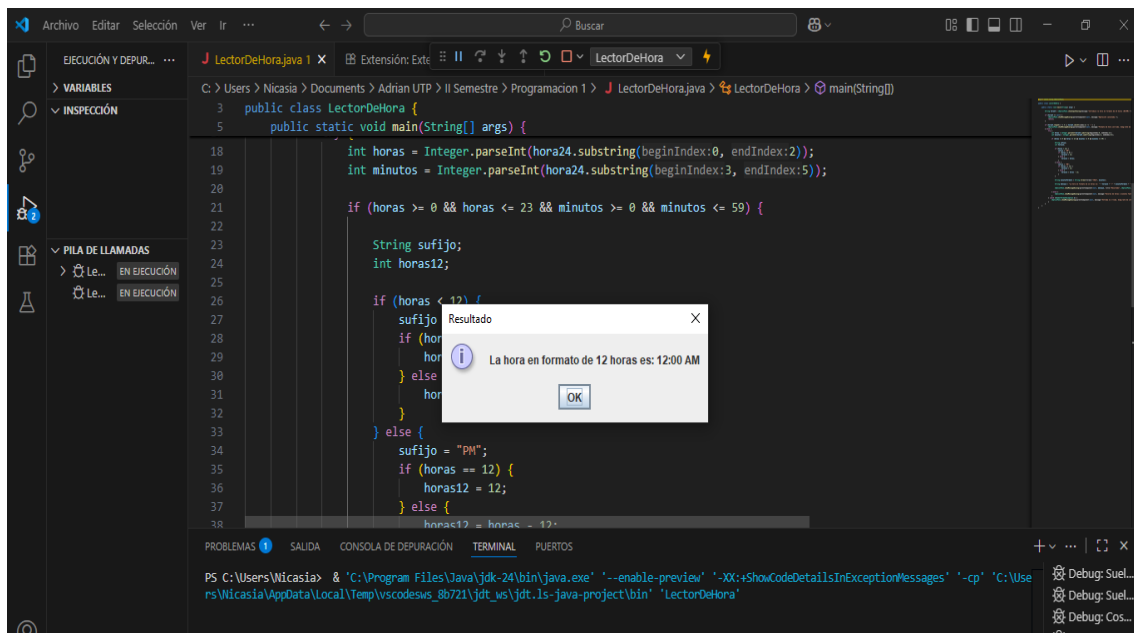 Archivo Editar Selección Ver Ir ··· Buscar
EJECUCIÓN Y DEPUR... ··· LectorDeHora.java 1 Extensión: Exte LectorDeHora
VARIABLES
INSPECCIÓN
C: > Users > Nicasia > Documents > Adrian UTP > II Semestre > Programacion 1 > J LectorDeHora.java > LectorDeHora > main(String[])
3 public class LectorDeHora {
5 public static void main(String[] args) {
18 int horas = Integer.parseInt(hora24.substring(beginIndex:0, endIndex:2));
19 int minutos = Integer.parseInt(hora24.substring(beginIndex:3, endIndex:5));
20
21 if (horas >= 0 && horas <= 23 && minutos >= 0 && minutos <= 59) {
22
23 String sufijo;
24 int horas12;
25
26 if (horas < 12) {
27 sufijo
28 if (hor
29 hor
30 } else
31 hor
32 }
33 } else {
34 sufijo = "PM";
35 if (horas == 12) {
36 horas12 = 12;
37 } else {
38 horas12 = horas - 12;
2
PILA DE LLAMADAS
Le... EN EJECUCIÓN
Le... EN EJECUCIÓN
Resultado
La hora en formato de 12 horas es: 12:00 AM
OK
PROBLEMAS 1 SALIDA CONSOLA DE DEPURACIÓN TERMINAL PUERTOS
PS C:\Users\Nicasia> & 'C:\Program Files\Java\jdk-24\bin\java.exe' '--enable-preview' '-XX:+ShowCodeDetailsInExceptionMessages' '-cp' 'C:\Use
rs\Nicasia\AppData\Local\Temp\vscodesws_8b721\jdt_ws\jdt.ls-java-project\bin' 'LectorDeHora'
Debug: Suel...
Debug: Suel...
Debug: Cos...